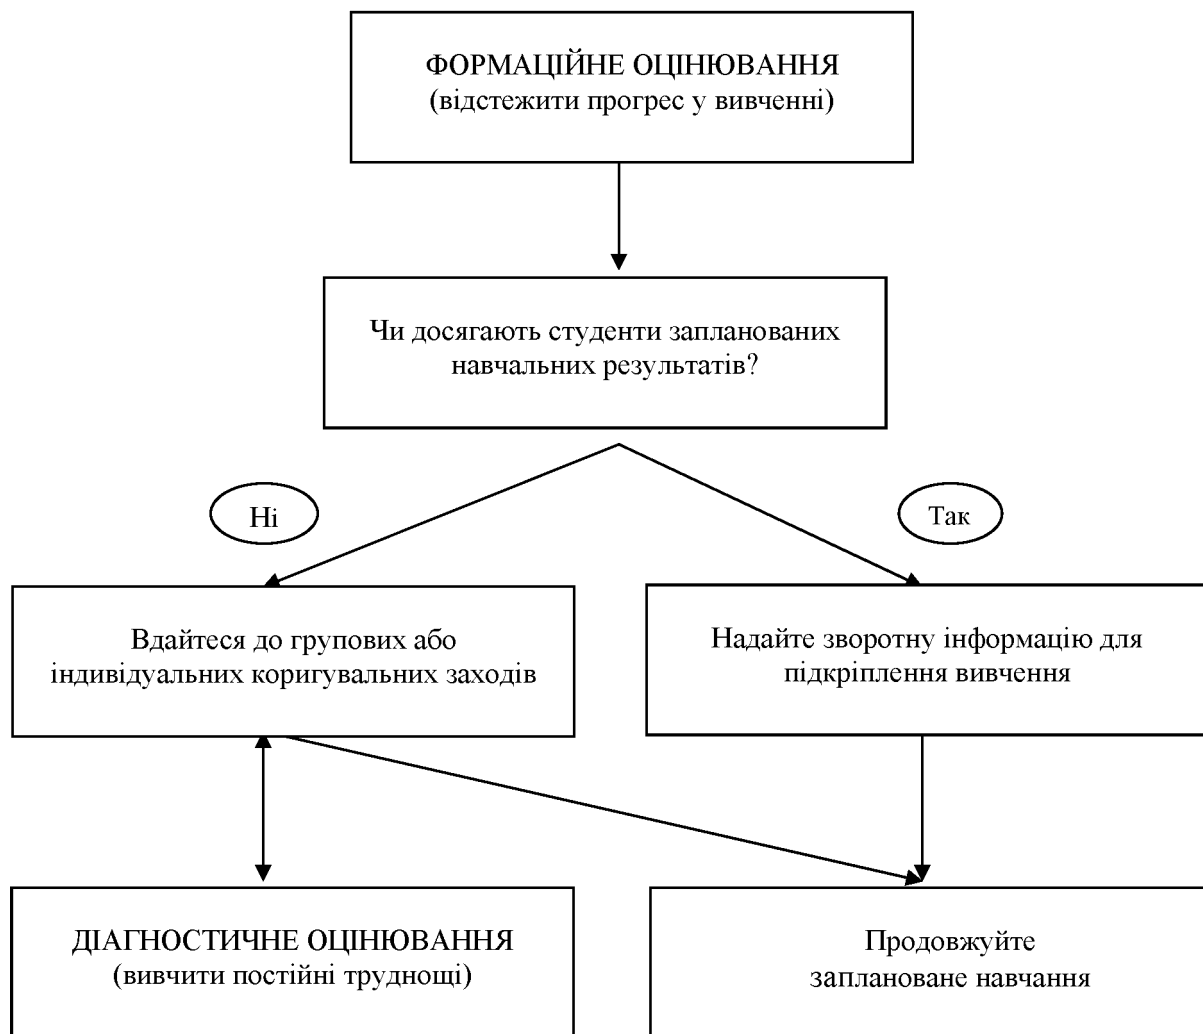 ФОРМАЦІЙНЕ ОЦІНЮВАННЯ
(відстежити прогрес у вивченні)
Чи досягають студенти запланованих
навчальних результатів?
Ні
Так
Вдайтеся до групових або
індивідуальних коригувальних заходів
Надайте зворотну інформацію для
підкріплення вивчення
ДІАГНОСТИЧНЕ ОЦІНЮВАННЯ
(вивчити постійні труднощі)
Продовжуйте
заплановане навчання